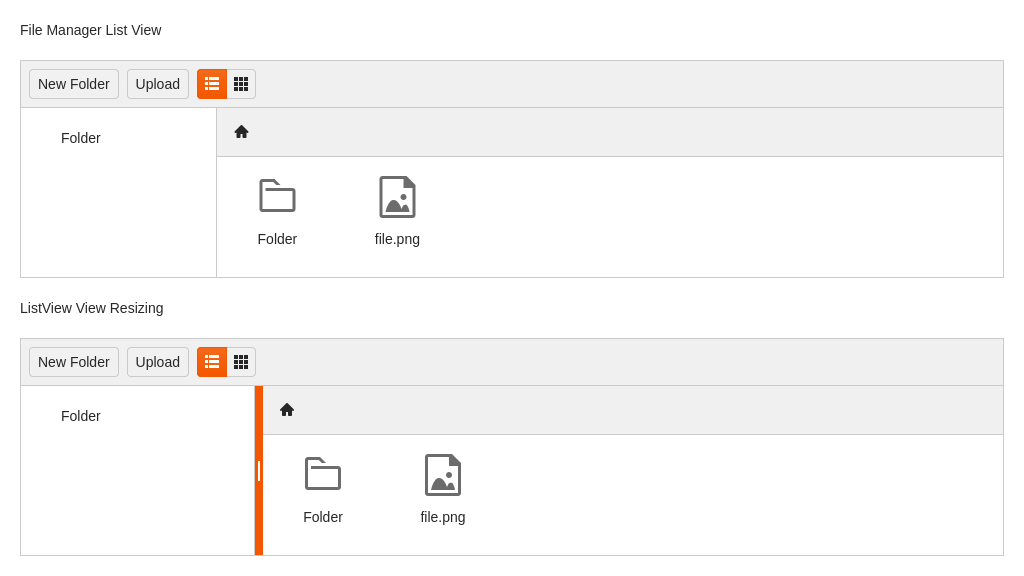 File Manager List View
New Folder Upload
Folder
Folder file.png
ListView View Resizing
New Folder Upload
Folder
Folder file.png